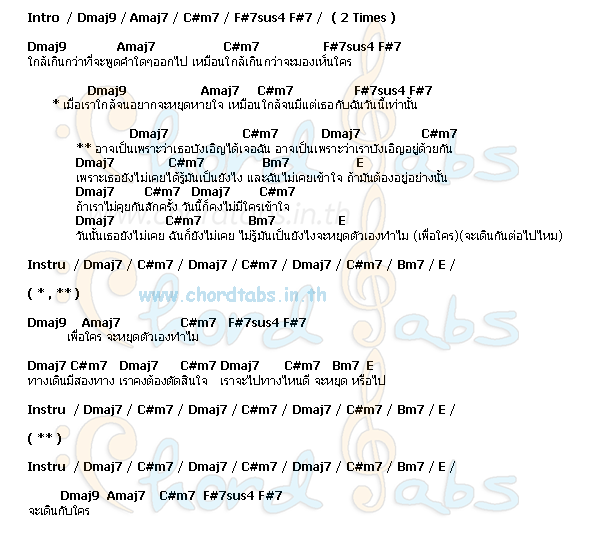 Intro / Dmaj9 / Amaj7 / C#m7 / F#7sus4 F#7 / ( 2 Times )
Dmaj9 Amaj7 C#m7 F#7sus4 F#7
ใกล้เกินกว่าที่จะพูดคำใดๆออกไป เหมือนใกล้เกินกว่าจะมองเห็นใคร
Dmaj9 Amaj7 C#m7 F#7sus4 F#7
* เมื่อเราใกล้จนอยากจะหยุดหายใจ เหมือนใกล้จนมีแต่เธอกับฉันวันนี้เท่านั้น
Dmaj7 C#m7 Dmaj7 C#m7
** อาจเป็นเพราะว่าเธอบังเอิญได้เจอฉัน อาจเป็นเพราะว่าเราบังเอิญอยู่ด้วยกัน
Dmaj7 C#m7 Bm7 E
เพราะเธอยังไม่เคยได้รู้มันเป็นยังไง และฉันไม่เคยเข้าใจ ถ้ามันต้องอยู่อย่างนั้น
Dmaj7 C#m7 Dmaj7 C#m7
ถ้าเราไม่คุยกันสักครั้ง วันนี้ก็คงไม่มีใครเข้าใจ
Dmaj7 C#m7 Bm7 E
วันนั้นเธอยังไม่เคย ฉันก็ยังไม่เคย ไม่รู้มันเป็นยังไงจะหยุดตัวเองทำไม (เพื่อใคร)(จะเดินกันต่อไปไหม)
Instru / Dmaj7 / C#m7 / Dmaj7 / C#m7 / Dmaj7 / C#m7 / Bm7 / E /
( * , ** )
www.chordtabs.in.th
Dmaj9 Amaj7 C#m7 F#7sus4 F#7
เพื่อใคร จะหยุดตัวเองทำไม
Dmaj7 C#m7 Dmaj7 C#m7 Dmaj7 C#m7 Bm7 E
ทางเดินมีสองทาง เราคงต้องตัดสินใจ เราจะไปทางไหนดี จะหยุด หรือไป
Instru / Dmaj7 / C#m7 / Dmaj7 / C#m7 / Dmaj7 / C#m7 / Bm7 / E /
( ** )
Instru / Dmaj7 / C#m7 / Dmaj7 / C#m7 / Dmaj7 / C#m7 / Bm7 / E /
Dmaj9 Amaj7 C#m7 F#7sus4 F#7
จะเดินกับใคร